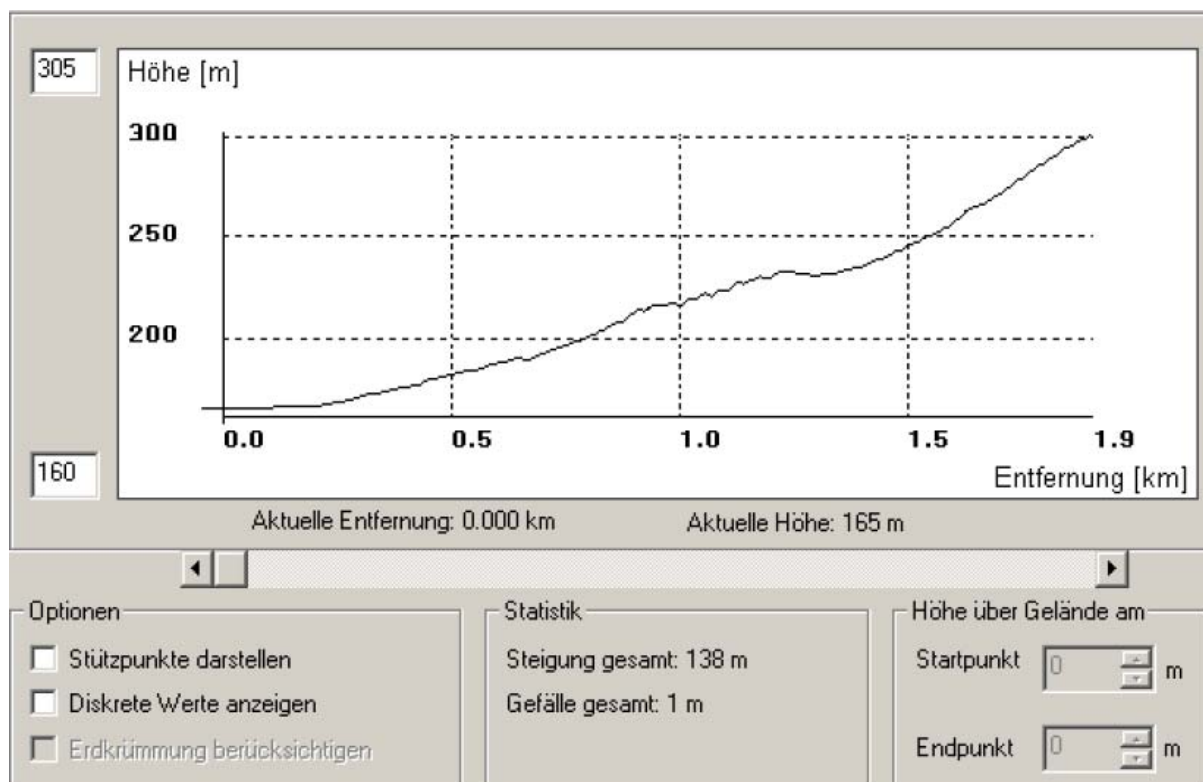 305
Höhe [m]
300
250
200
0.0 0.5 1.0 1.5 1.9
160
Entfernung [km]
Aktuelle Entfernung: 0.000 km Aktuelle Höhe: 165 m
Optionen
Stützpunkte darstellen
Diskrete Werte anzeigen
Erdkrümmung berücksichtigen
Statistik
Steigung gesamt: 138 m
Gefälle gesamt: 1 m
Höhe über Gelände am
Startpunkt 0 m
Endpunkt 0 m